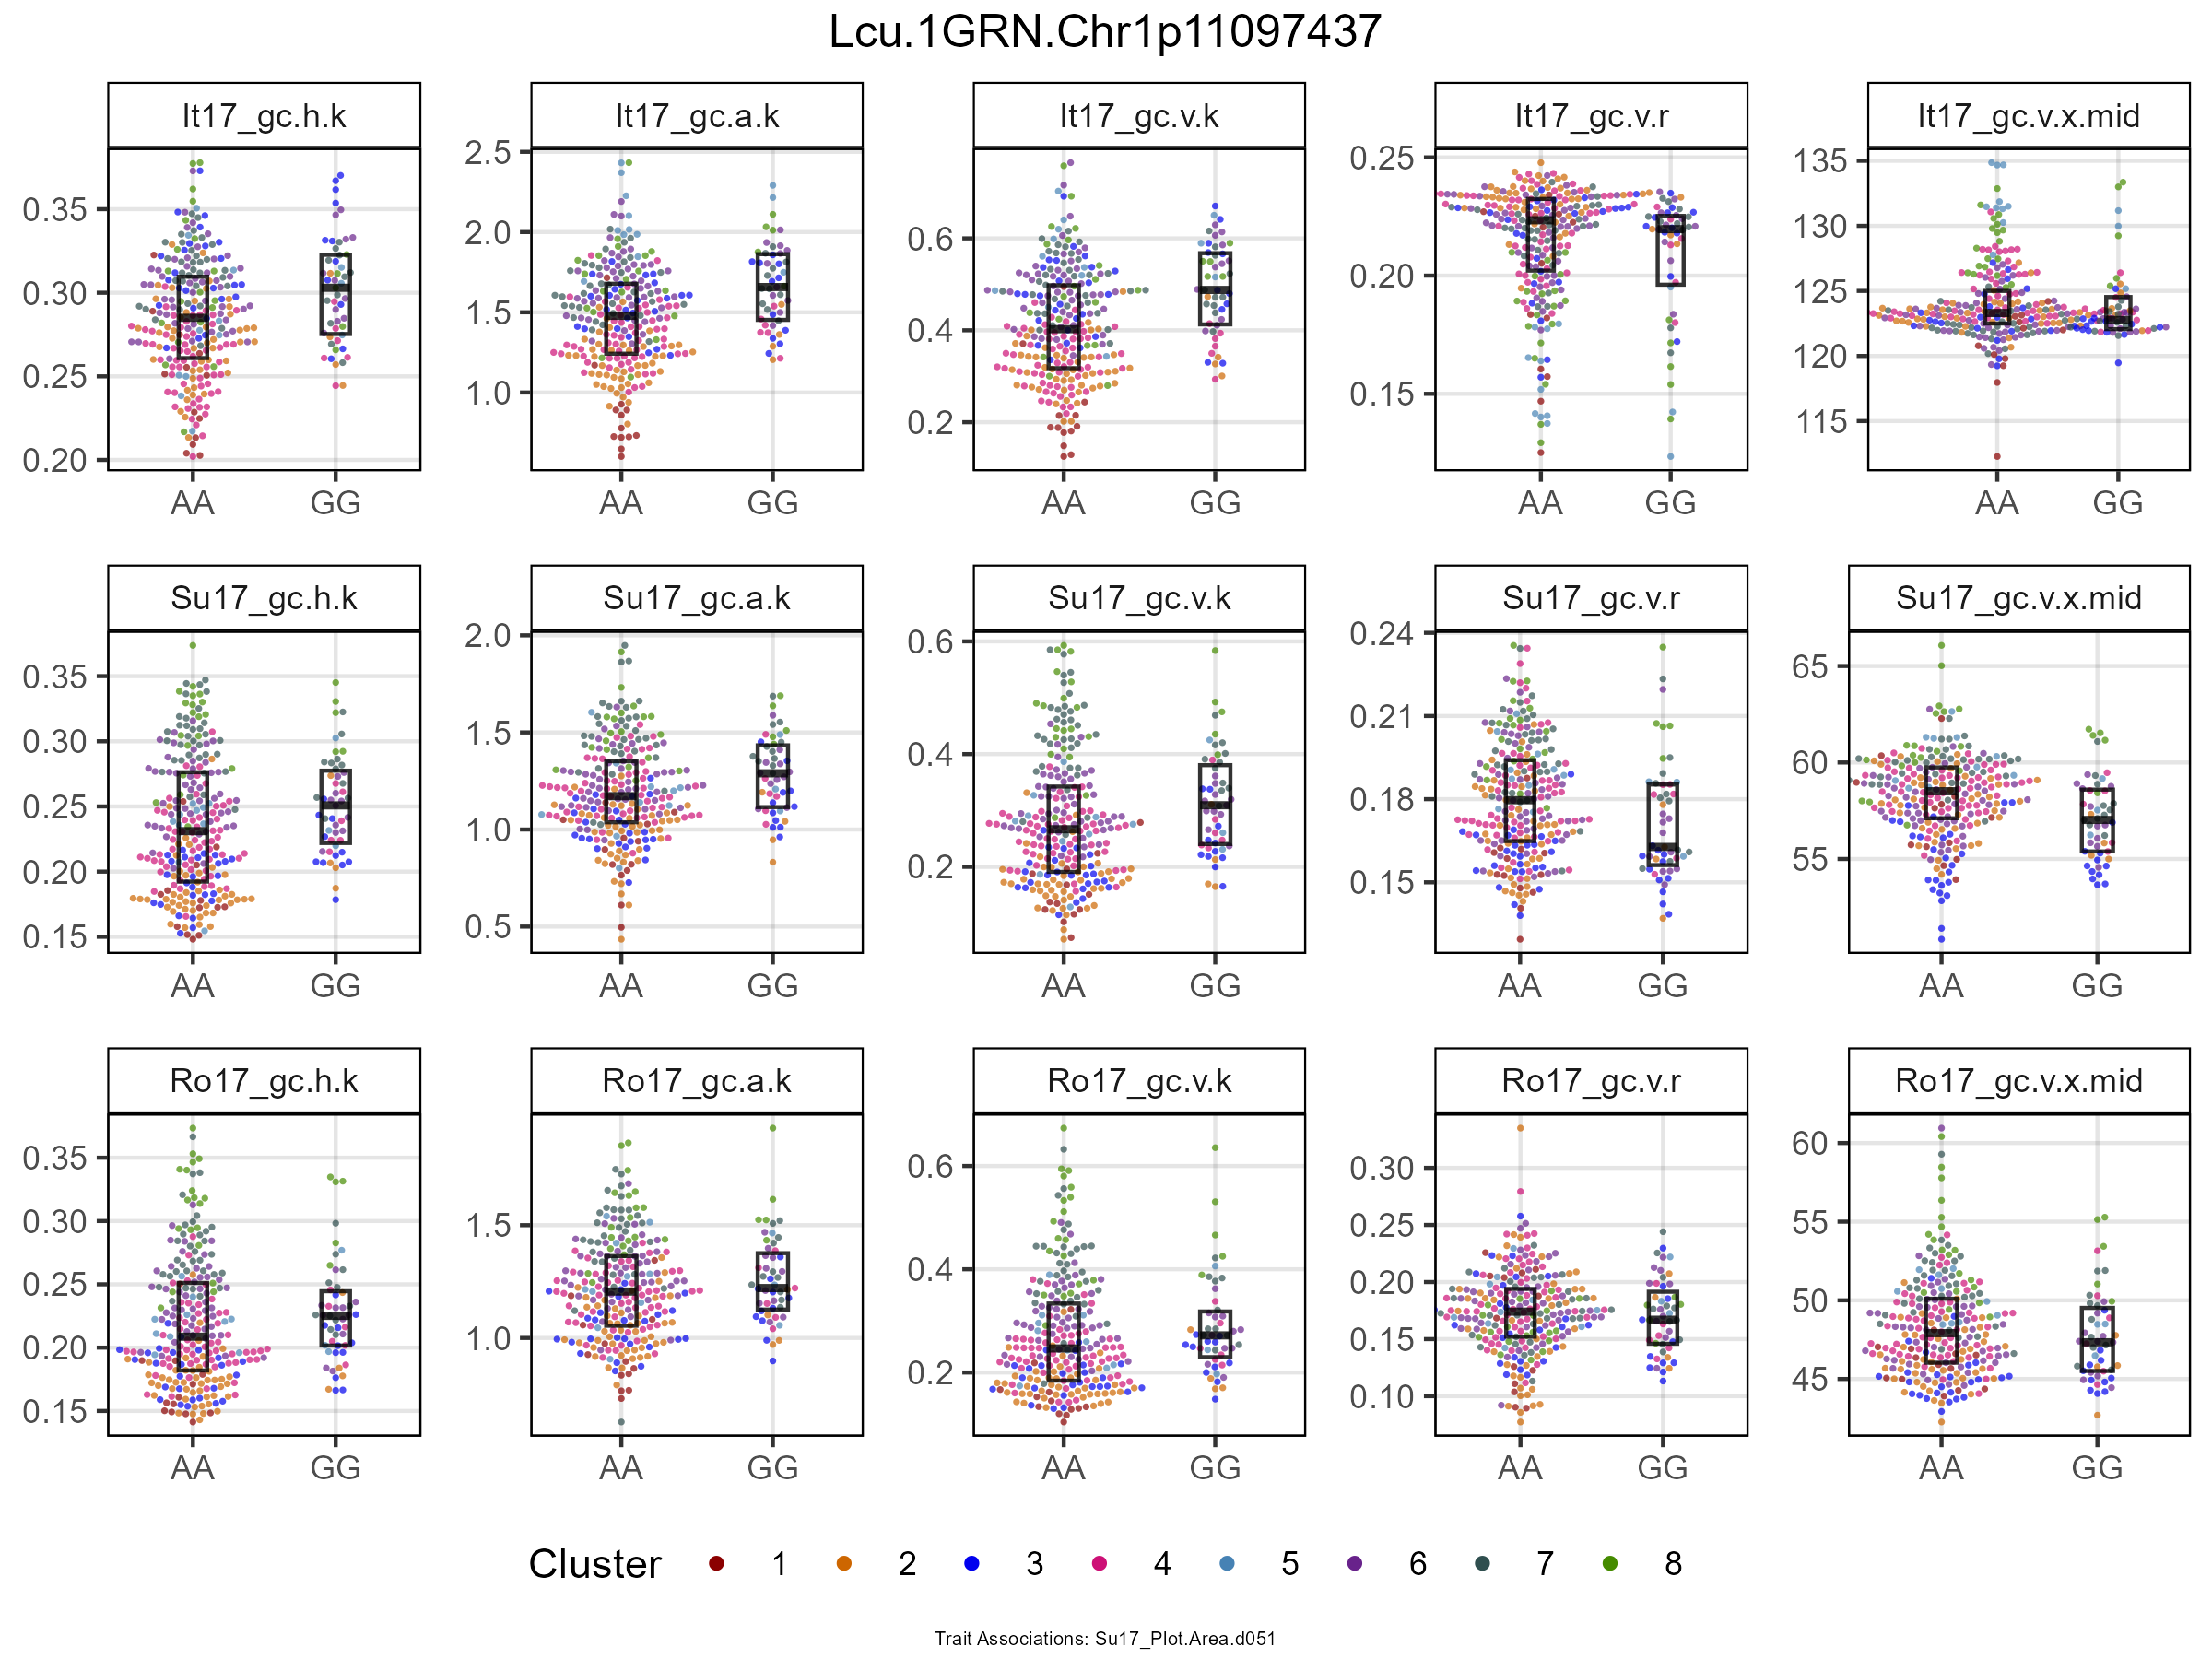 Lcu.1GRN.Chr1p11097437
It17_gc.h.k It17_gc.a.k It17_gc.v.k It17_gc.v.r It17_gc.v.x.mid
0.35 0.30 0.25 0.20
2.5 2.0 1.5 1.0
0.6 0.4 0.2
0.25 0.20 0.15
135 130 125 120 115
AA GG AA GG AA GG AA GG AA GG
Su17_gc.h.k Su17_gc.a.k Su17_gc.v.k Su17_gc.v.r Su17_gc.v.x.mid
0.35 0.30 0.25 0.20 0.15
2.0 1.5 1.0 0.5
0.6 0.4 0.2
0.24 0.21 0.18 0.15
65 60 55
AA GG AA GG AA GG AA GG AA GG
Ro17_gc.h.k Ro17_gc.a.k Ro17_gc.v.k Ro17_gc.v.r Ro17_gc.v.x.mid
0.35 0.30 0.25 0.20 0.15
1.5 1.0
0.6 0.4 0.2
0.30 0.25 0.20 0.15 0.10
60 55 50 45
AA GG AA GG AA GG AA GG AA GG
Cluster 1 2 3 4 5 6 7 8
Trait Associations: Su17_Plot.Area.d051